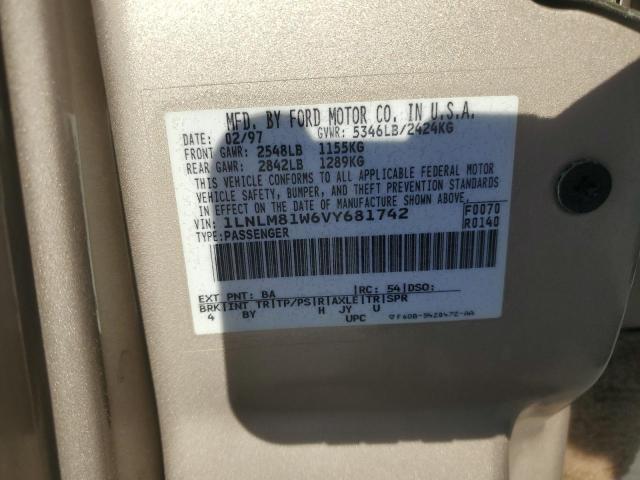 MFD. BY FORD MOTOR CO. IN U.S.A.
DATE: 02/97 GVWR: 5346LB/2424KG
FRONT GAWR: 2548LB 1155KG
REAR GAWR: 2842LB 1289KG
THIS VEHICLE CONFORMS TO ALL APPLICABLE FEDERAL MOTOR
VEHICLE SAFETY, BUMPER, AND THEFT PREVENTION STANDARDS
IN EFFECT ON THE DATE OF MANUFACTURE SHOWN ABOVE.
VIN: 1LNLM81W6VY681742 F0070
TYPE: PASSENGER R0140
EXT PNT: BA |RC: 54|DSO:
BRK|INT TR|TP/PS|R|AXLE|TR|SPR
4 BY H JY U
UPC ▽F6DB-5420472-AA